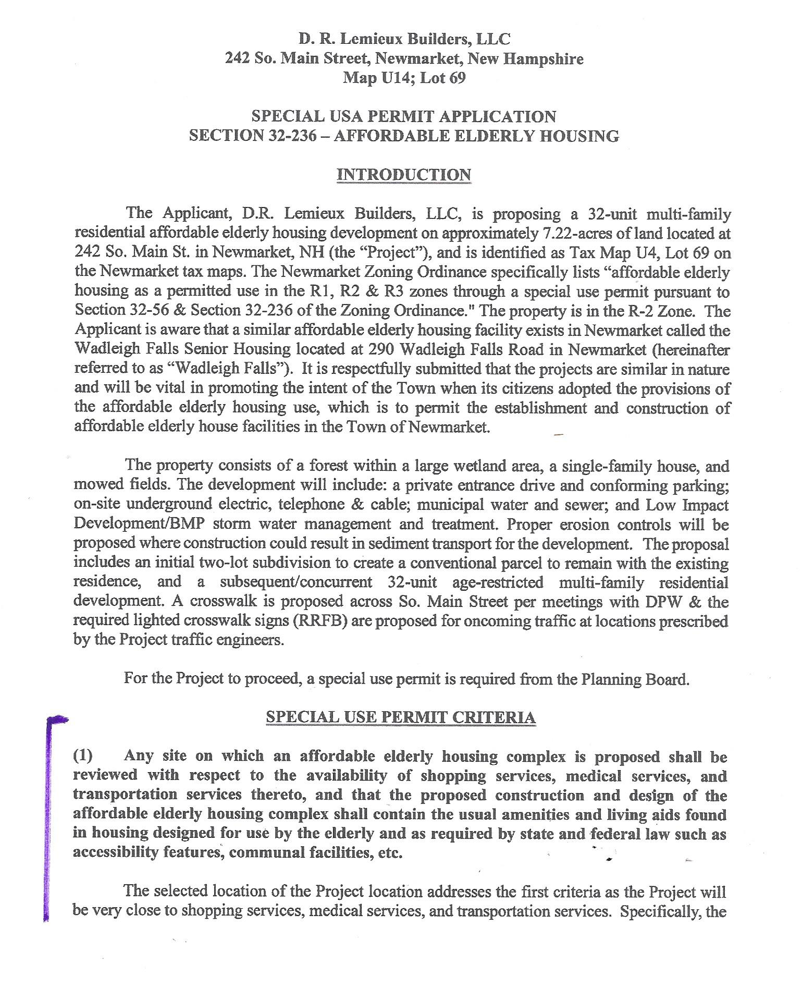 D. R. Lemieux Builders, LLC
242 So. Main Street, Newmarket, New Hampshire
Map U14; Lot 69
SPECIAL USA PERMIT APPLICATION
SECTION 32-236 – AFFORDABLE ELDERLY HOUSING
INTRODUCTION
The Applicant, D.R. Lemieux Builders, LLC, is proposing a 32-unit multi-family
residential affordable elderly housing development on approximately 7.22-acres of land located at
242 So. Main St. in Newmarket, NH (the “Project”), and is identified as Tax Map U4, Lot 69 on
the Newmarket tax maps. The Newmarket Zoning Ordinance specifically lists “affordable elderly
housing as a permitted use in the R1, R2 & R3 zones through a special use permit pursuant to
Section 32-56 & Section 32-236 of the Zoning Ordinance." The property is in the R-2 Zone. The
Applicant is aware that a similar affordable elderly housing facility exists in Newmarket called the
Wadleigh Falls Senior Housing located at 290 Wadleigh Falls Road in Newmarket (hereinafter
referred to as “Wadleigh Falls”). It is respectfully submitted that the projects are similar in nature
and will be vital in promoting the intent of the Town when its citizens adopted the provisions of
the affordable elderly housing use, which is to permit the establishment and construction of
affordable elderly house facilities in the Town of Newmarket.
The property consists of a forest within a large wetland area, a single-family house, and
mowed fields. The development will include: a private entrance drive and conforming parking;
on-site underground electric, telephone & cable; municipal water and sewer; and Low Impact
Development/BMP storm water management and treatment. Proper erosion controls will be
proposed where construction could result in sediment transport for the development. The proposal
includes an initial two-lot subdivision to create a conventional parcel to remain with the existing
residence, and a subsequent/concurrent 32-unit age-restricted multi-family residential
development. A crosswalk is proposed across So. Main Street per meetings with DPW & the
required lighted crosswalk signs (RRFB) are proposed for oncoming traffic at locations prescribed
by the Project traffic engineers.
For the Project to proceed, a special use permit is required from the Planning Board.
SPECIAL USE PERMIT CRITERIA
(1) Any site on which an affordable elderly housing complex is proposed shall be
reviewed with respect to the availability of shopping services, medical services, and
transportation services thereto, and that the proposed construction and design of the
affordable elderly housing complex shall contain the usual amenities and living aids found
in housing designed for use by the elderly and as required by state and federal law such as
accessibility features, communal facilities, etc.
The selected location of the Project location addresses the first criteria as the Project will
be very close to shopping services, medical services, and transportation services. Specifically, the